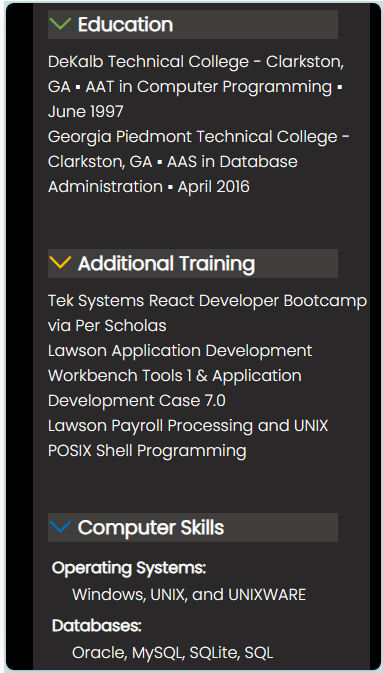 Education
DeKalb Technical College - Clarkston,
GA ▪ AAT in Computer Programming ▪
June 1997
Georgia Piedmont Technical College -
Clarkston, GA ▪ AAS in Database
Administration ▪ April 2016
Additional Training
Tek Systems React Developer Bootcamp
via Per Scholas
Lawson Application Development
Workbench Tools 1 & Application
Development Case 7.0
Lawson Payroll Processing and UNIX
POSIX Shell Programming
Computer Skills
Operating Systems:
Windows, UNIX, and UNIXWARE
Databases:
Oracle, MySQL, SQLite, SQL